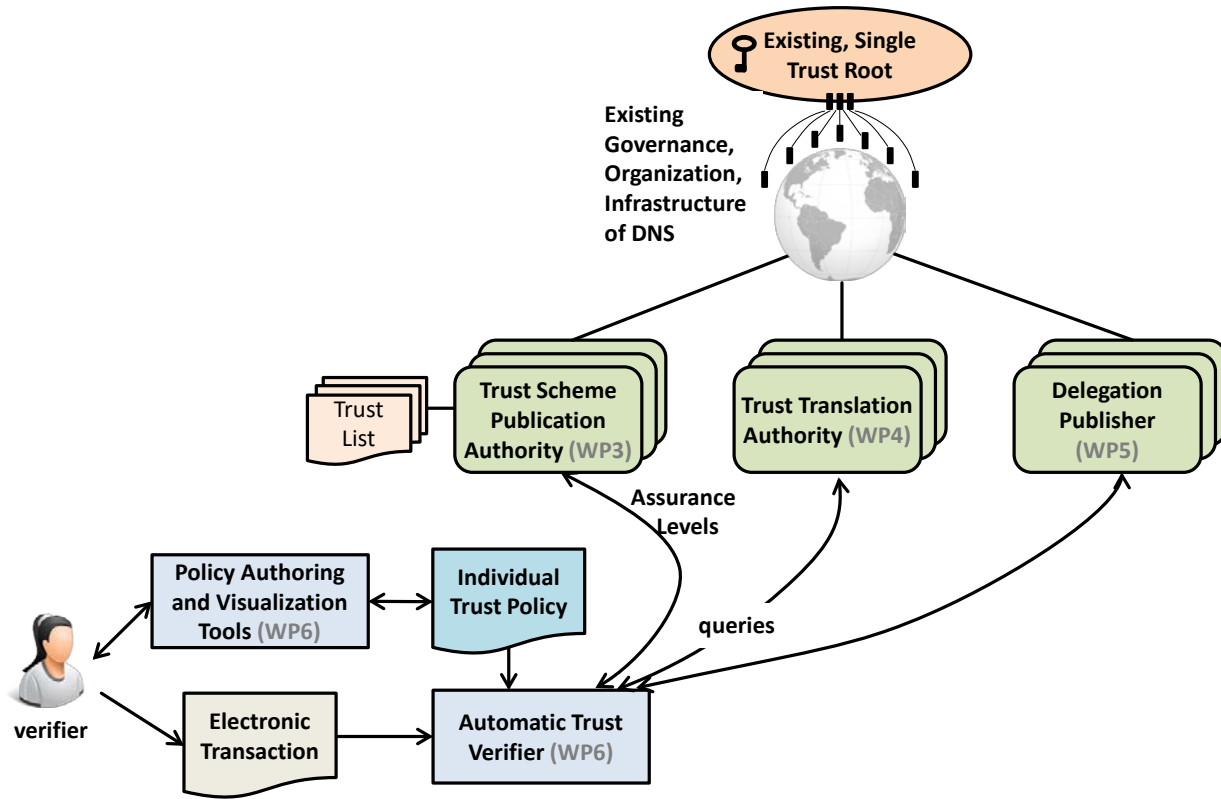 Existing, Single
Trust Root
Existing
Governance,
Organization,
Infrastructure
of DNS
Trust
List
Trust Scheme
Publication
Authority (WP3)
Trust Translation
Authority (WP4)
Delegation
Publisher
(WP5)
Assurance
Levels
Policy Authoring
and Visualization
Tools (WP6)
Individual
Trust Policy
queries
verifier
Electronic
Transaction
Automatic Trust
Verifier (WP6)